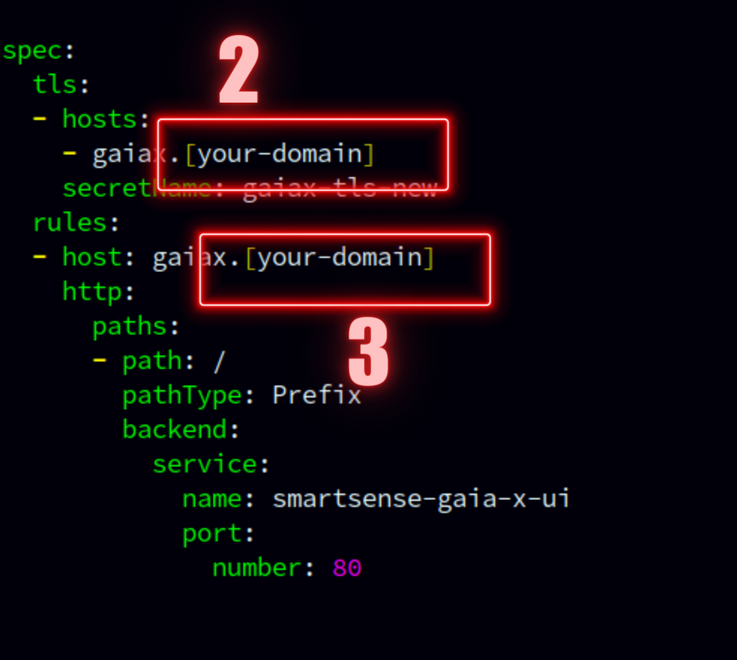 2
spec:
  tls:
  - hosts:
    - gaiax.[your-domain]
    secretName: gaiax-tls-new
  rules:
  - host: gaiax.[your-domain]
    http:
3
      paths:
      - path: /
        pathType: Prefix
        backend:
          service:
            name: smartsense-gaia-x-ui
            port:
              number: 80